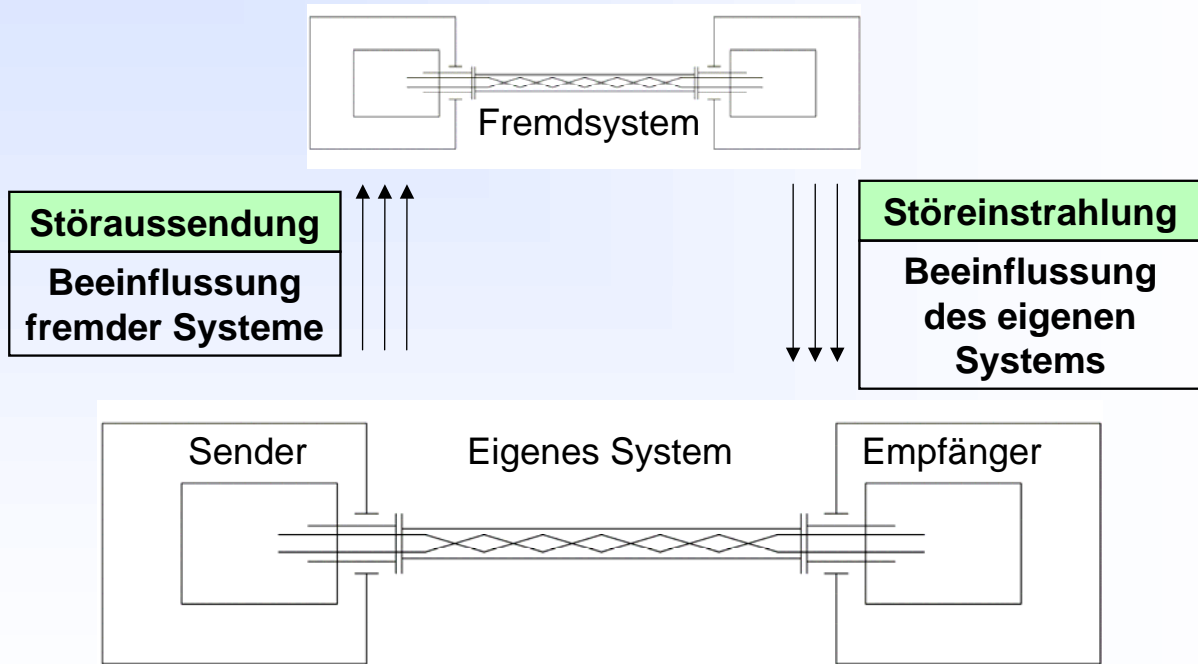 Fremdsystem
Störaussendung
Beeinflussung
fremder Systeme
Störeinstrahlung
Beeinflussung
des eigenen
Systems
Sender
Eigenes System
Empfänger